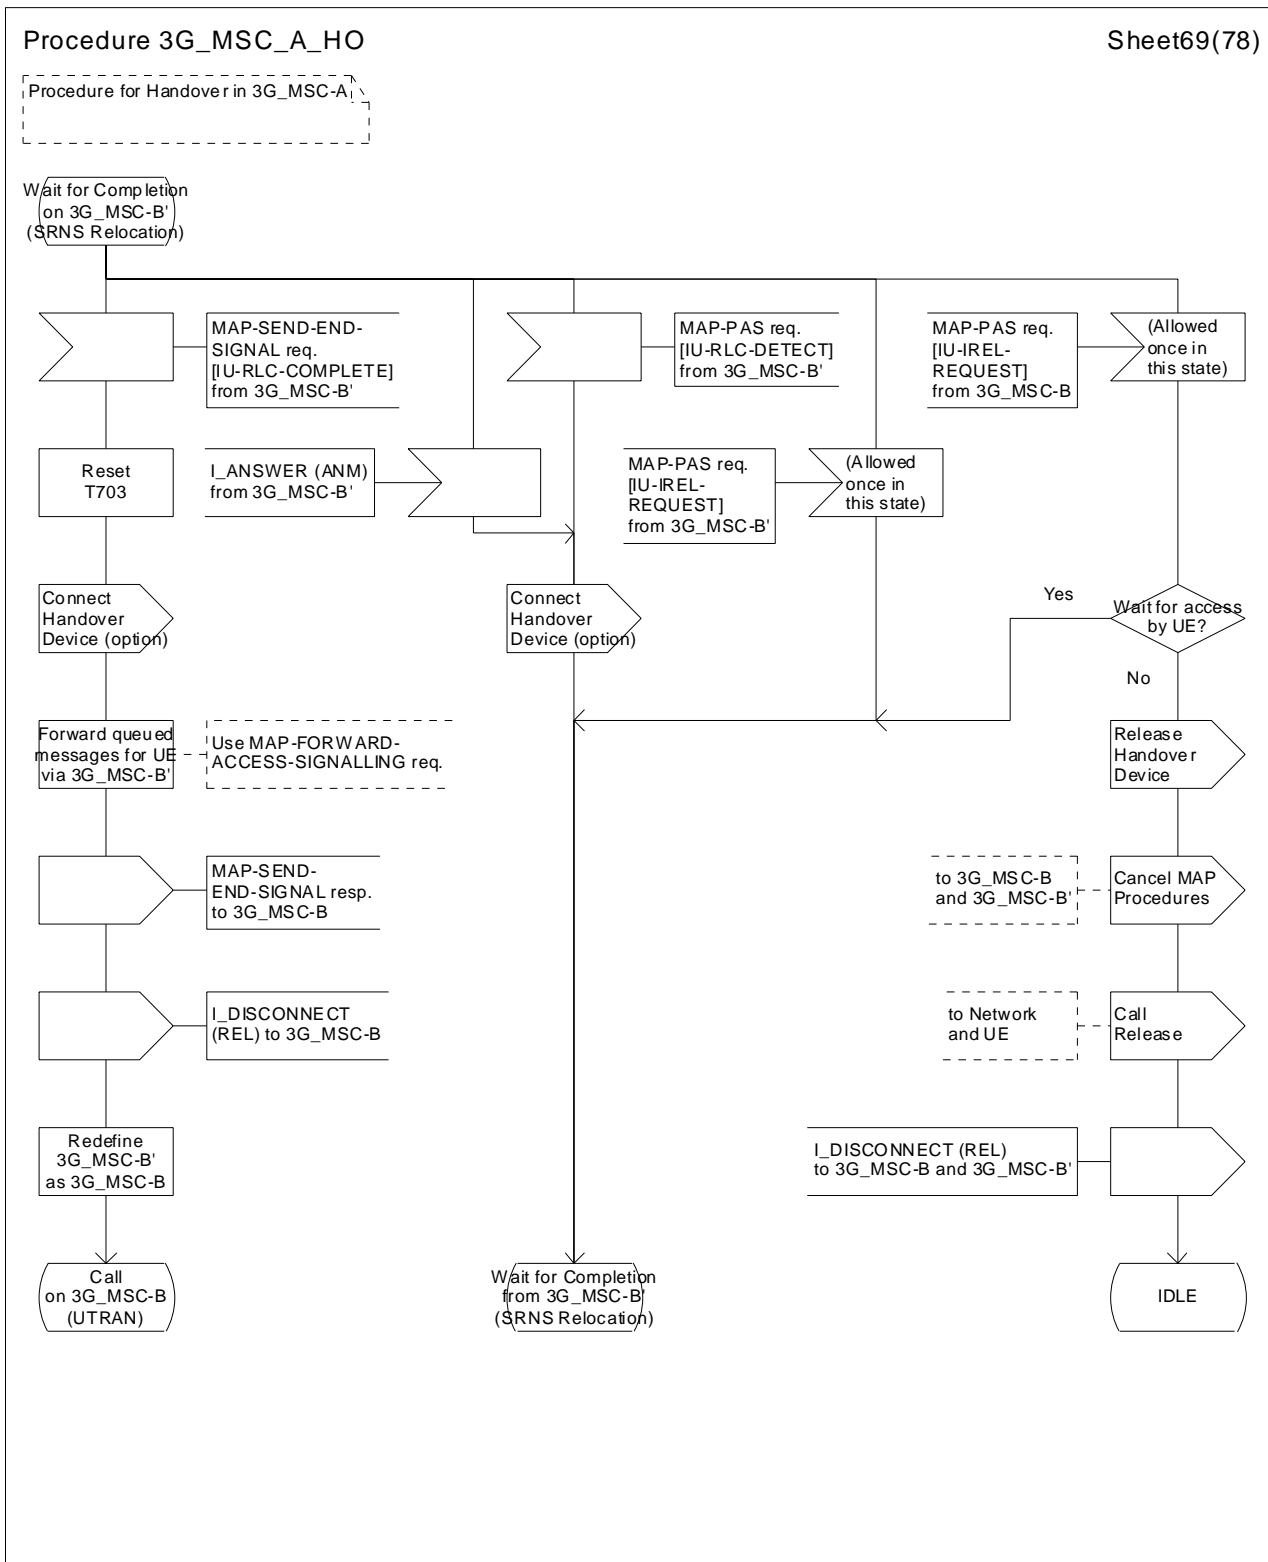 Procedure 3G_MSC_A_HO
Sheet69(78)
Procedure for Handover in 3G_MSC-A
Wait for Completion
on 3G_MSC-B'
(SRNS Relocation)
MAP-SEND-END-
SIGNAL req.
[IU-RLC-COMPLETE]
from 3G_MSC-B'
MAP-PAS req.
[IU-RLC-DETECT]
from 3G_MSC-B'
MAP-PAS req.
[IU-IREL-
REQUEST]
from 3G_MSC-B
(Allowed
once in
this state)
Reset
T703
I_ANSWER (ANM)
from 3G_MSC-B'
MAP-PAS req.
[IU-IREL-
REQUEST]
from 3G_MSC-B'
(Allowed
once in
this state)
Connect
Handover
Device (option)
Connect
Handover
Device (option)
Yes
Wait for access
by UE?
No
Forward queued
messages for UE
via 3G_MSC-B'
Use MAP-FORWARD-
ACCESS-SIGNALLING req.
Release
Handover
Device
MAP-SEND-
END-SIGNAL resp.
to 3G_MSC-B
to 3G_MSC-B
and 3G_MSC-B'
Cancel MAP
Procedures
I_DISCONNECT
(REL) to 3G_MSC-B
to Network
and UE
Call
Release
Redefine
3G_MSC-B'
as 3G_MSC-B
I_DISCONNECT (REL)
to 3G_MSC-B and 3G_MSC-B'
Call
on 3G_MSC-B
(UTRAN)
Wait for Completion
from 3G_MSC-B'
(SRNS Relocation)
IDLE